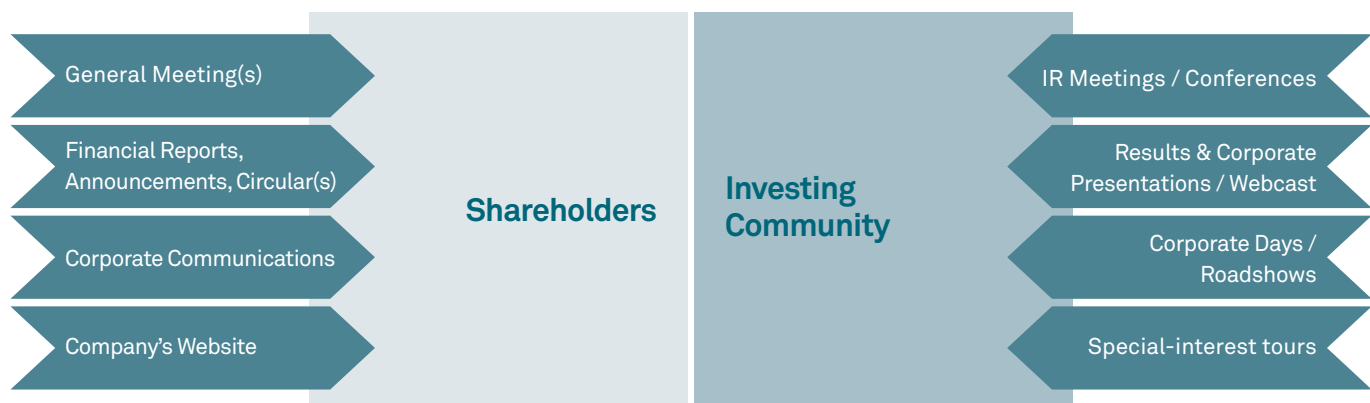 General Meeting(s)
Financial Reports,
Announcements, Circular(s)
Corporate Communications
Company’s Website
Shareholders
Investing
Community
IR Meetings / Conferences
Results & Corporate
Presentations / Webcast
Corporate Days /
Roadshows
Special-interest tours